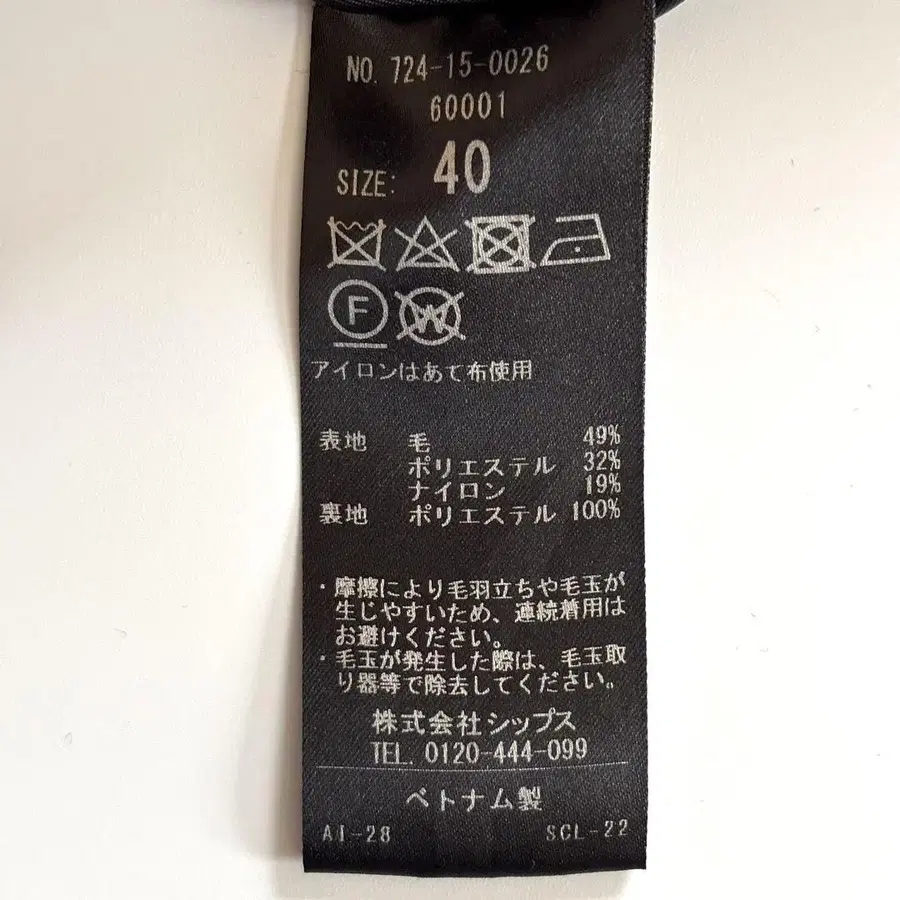 NO. 724-15-0026
60001
SIZE: 40
F W
アイロンはあて布使用
表地 毛 49%
ポリエステル 32%
ナイロン 19%
裏地 ポリエステル 100%
・摩擦により毛羽立ちや毛玉が
生じやすいため、連続着用は
お避けください。
・毛玉が発生した際は、毛玉取
り器等で除去してください。
株式会社シップス
TEL. 0120-444-099
ベトナム製
AI-28 SCL-22